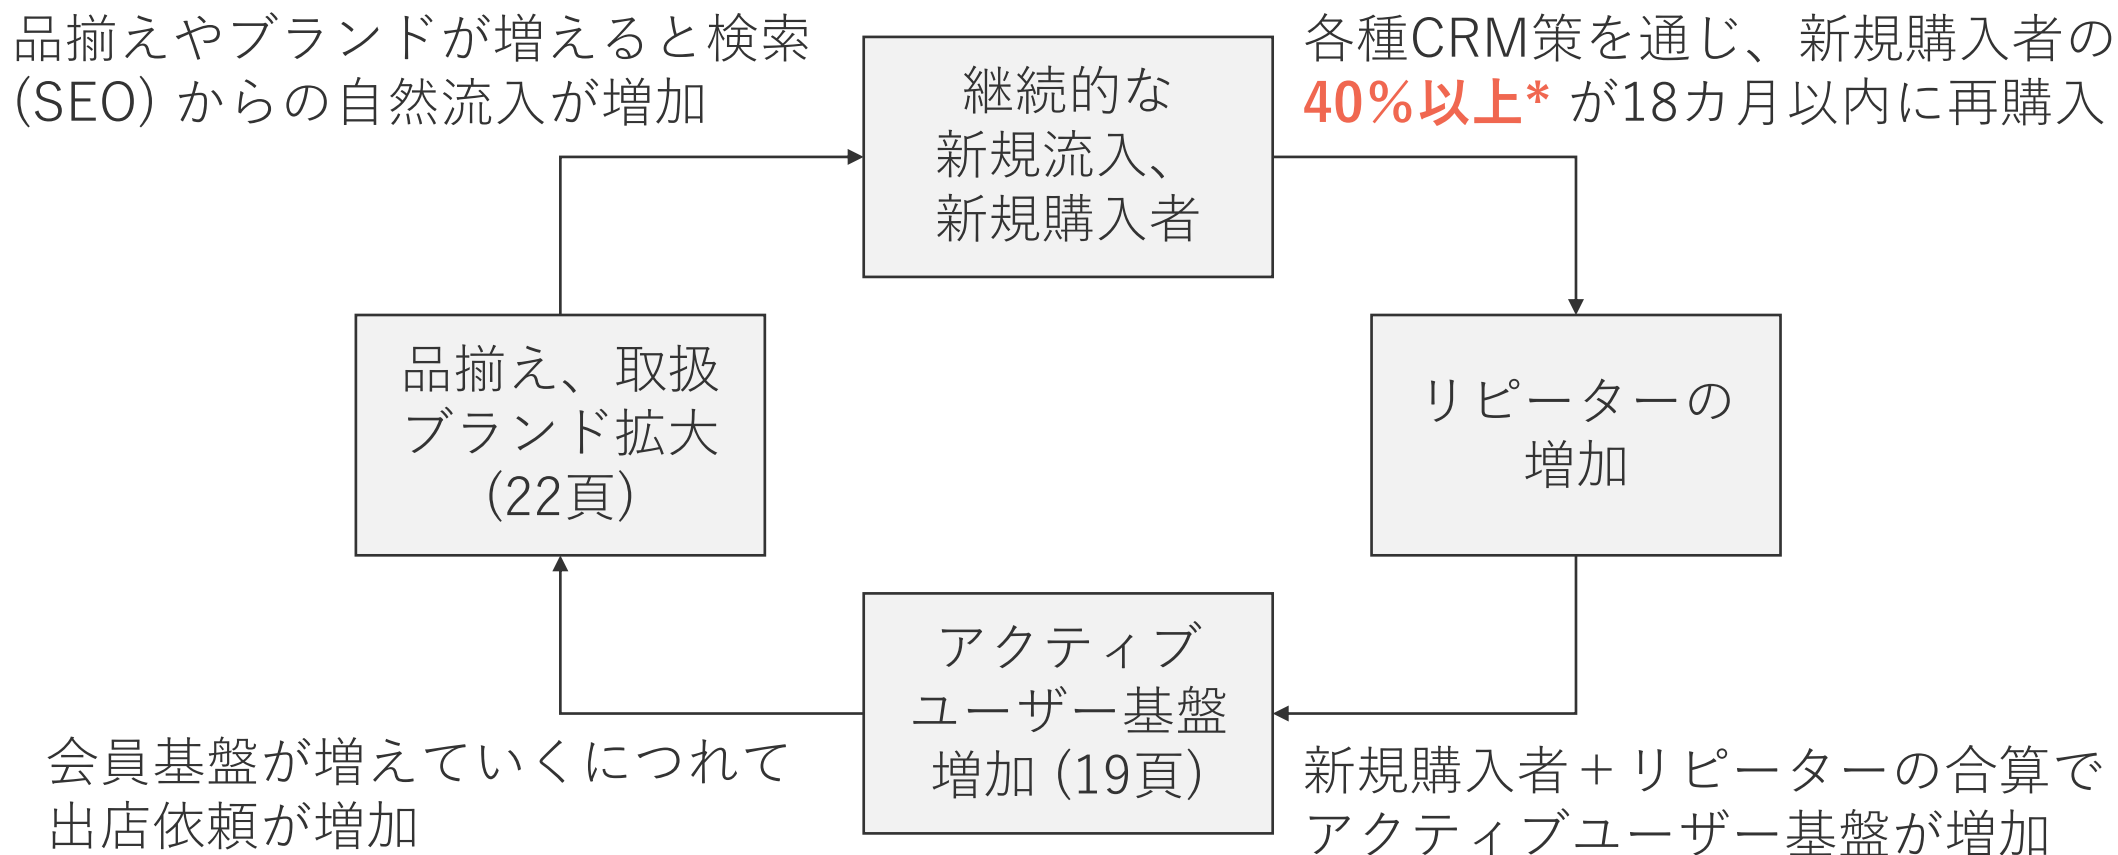 品揃えやブランドが増えると検索
(SEO) からの自然流入が増加
継続的な
新規流入、
新規購入者
各種CRM策を通じ、新規購入者の
40%以上* が18カ月以内に再購入
品揃え、取扱
ブランド拡大
(22頁)
リピーターの
増加
アクティブ
ユーザー基盤
増加 (19頁)
会員基盤が増えていくにつれて
出店依頼が増加
新規購入者+リピーターの合算で
アクティブユーザー基盤が増加